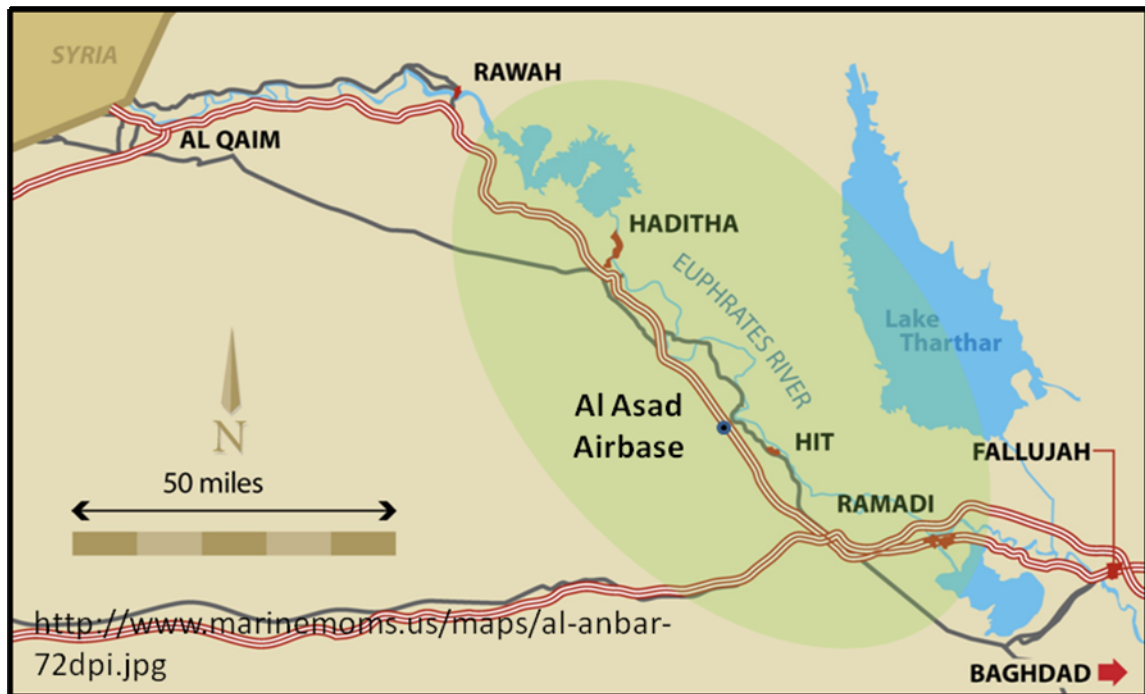 SYRIA
RAWAH
AL QAIM
HADITHA
EUPHRATES RIVER
Lake
Tharthar
Al Asad
Airbase
HIT
N
50 miles
FALLUJAH
RAMADI
http://www.marinemoms.us/maps/al-anbar-
72dpi.jpg
BAGHDAD